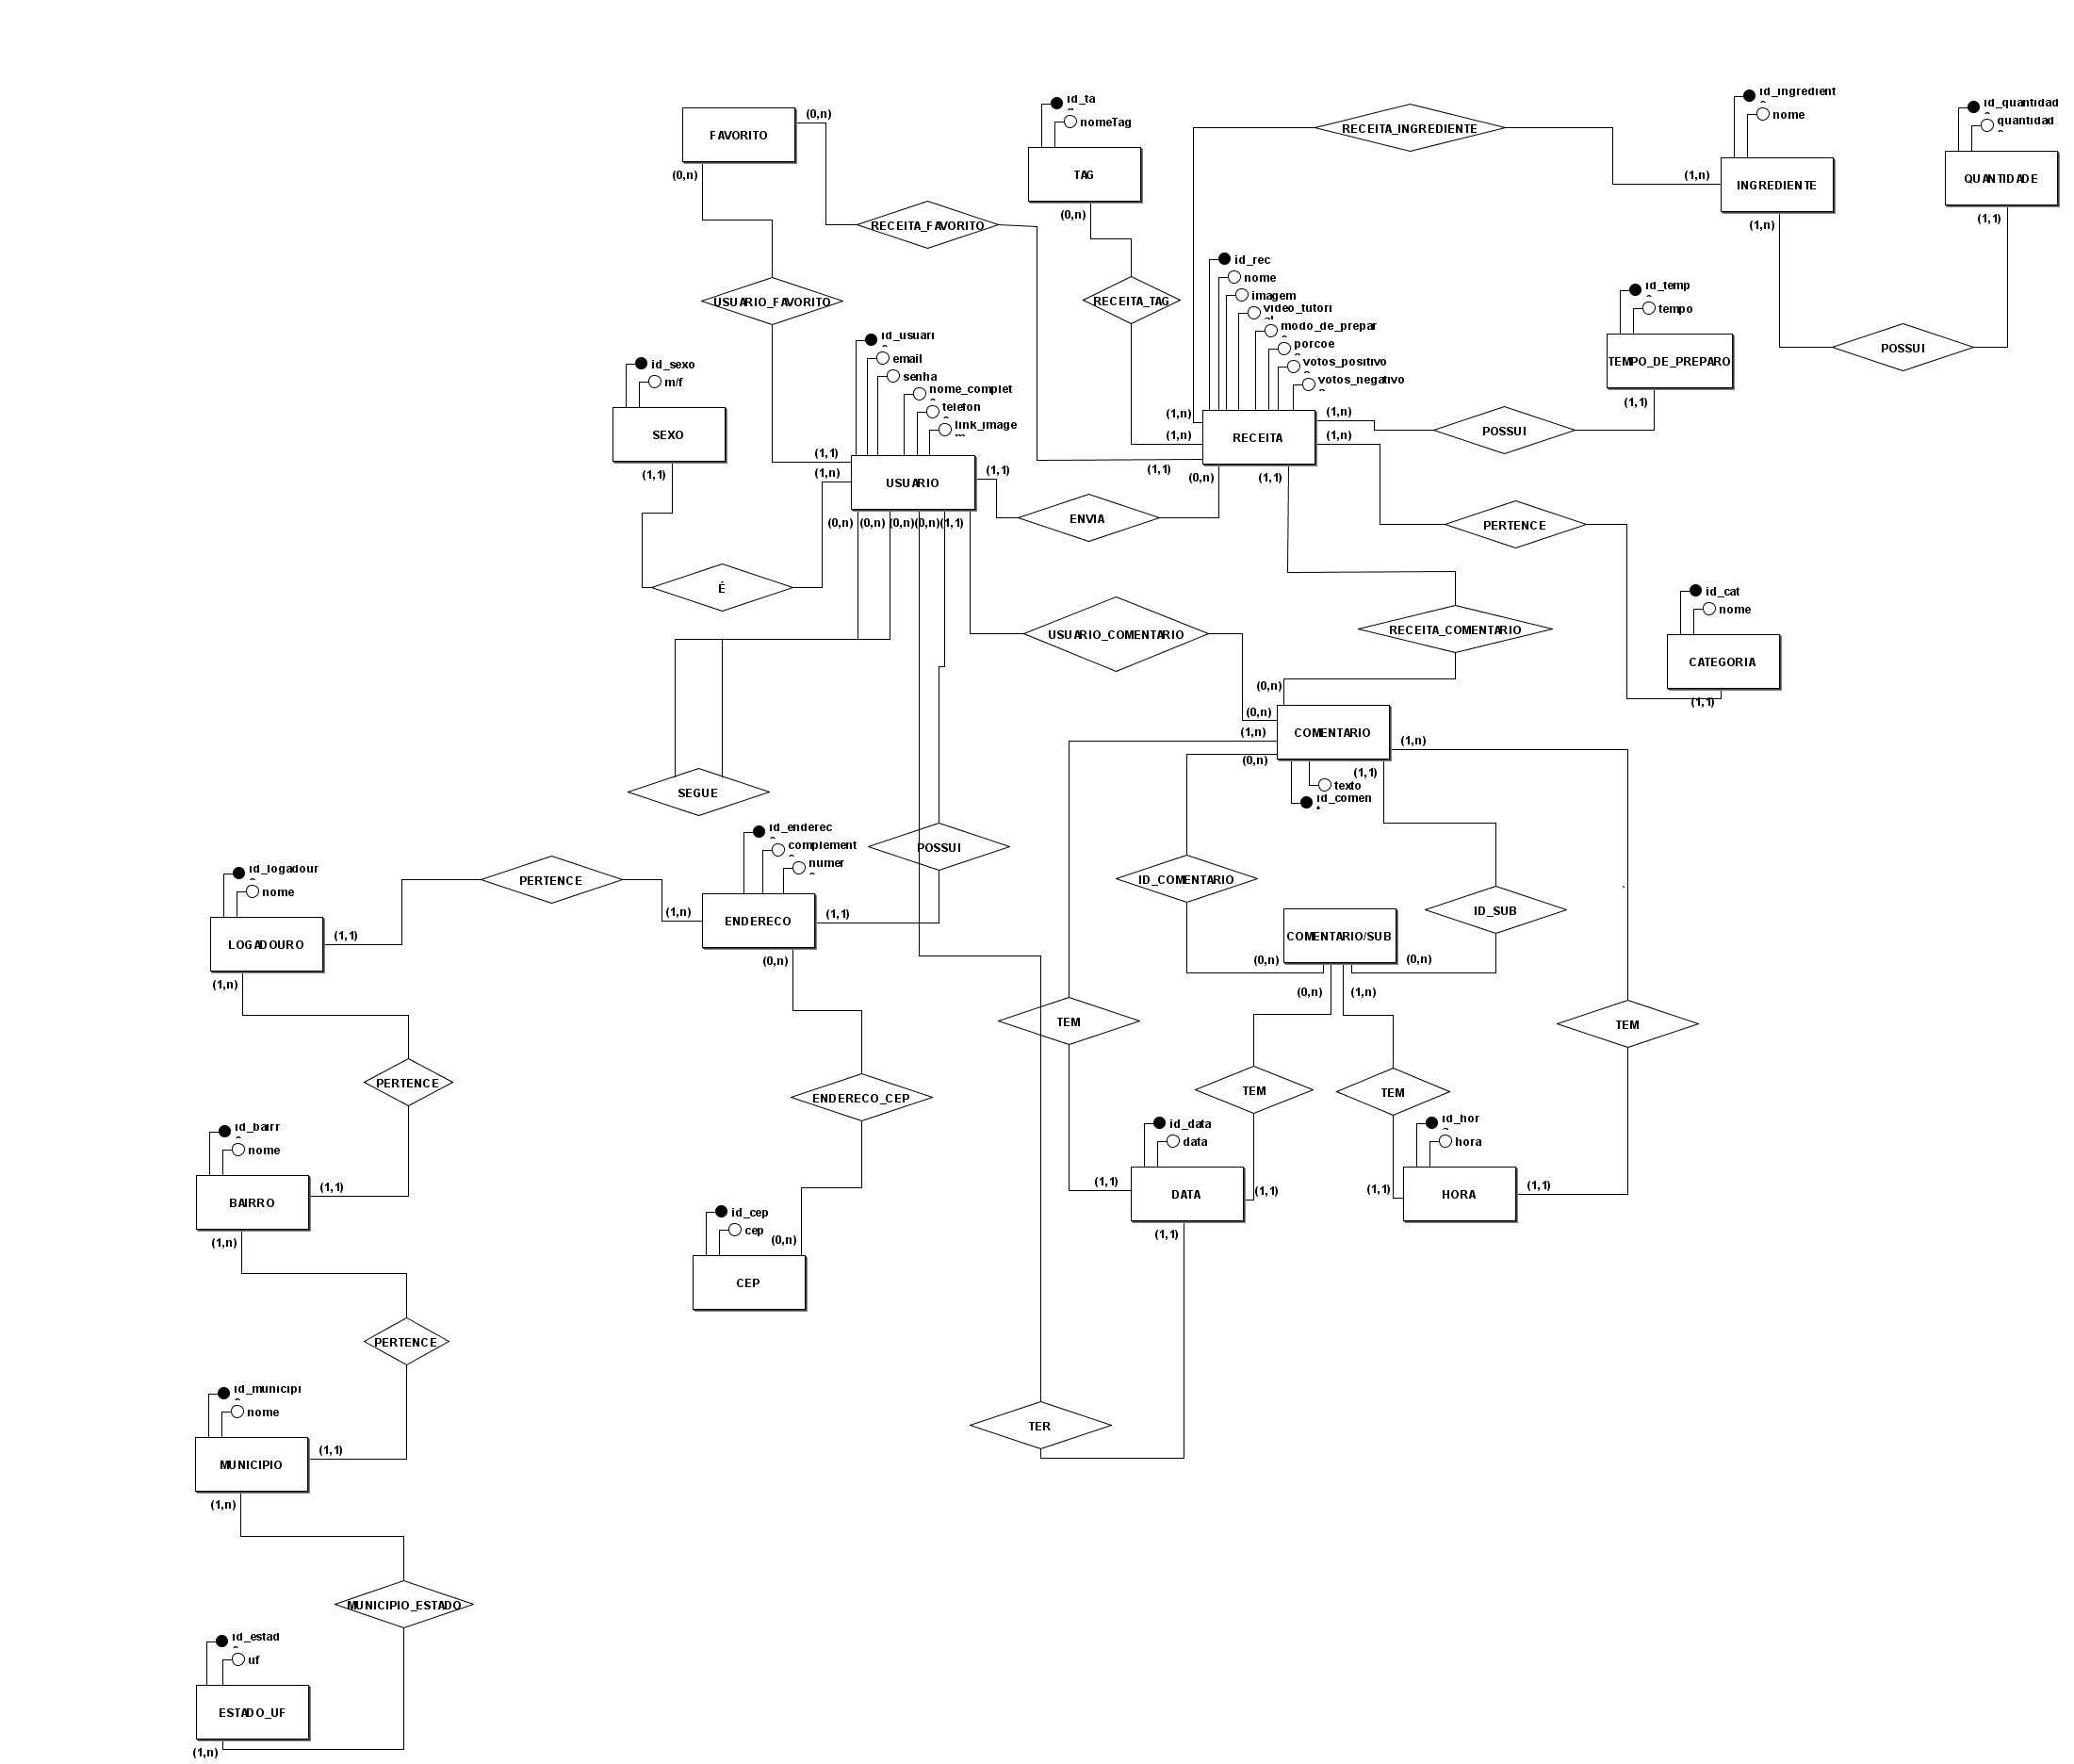 FAVORITO
(0,n)
(0,n)
RECEITA_FAVORITO
USUARIO_FAVORITO
id_ta
nomeTag
TAG
(0,n)
RECEITA_TAG
RECEITA_INGREDIENTE
id_ingredient
nome
INGREDIENTE
(1,n)
(1,n)
id_quantidad
quantidad
QUANTIDADE
(1,1)
POSSUI
id_temp
tempo
TEMPO_DE_PREPARO
(1,1)
POSSUI
id_rec
nome
imagem
video_tutori
modo_de_prepar
porcoe
votos_positivo
votos_negativo
RECEITA
(1,n)
(1,n)
(1,1)
(0,n)
(1,1)
(1,n)
(1,n)
id_sexo
m/f
SEXO
(1,1)
É
id_usuari
email
senha
nome_complet
telefon
link_image
USUARIO
(1,1)
(1,n)
(1,1)
(0,n)
(0,n)
(0,n)
(0,n)
(1,1)
ENVIA
PERTENCE
id_cat
nome
CATEGORIA
(1,1)
USUARIO_COMENTARIO
RECEITA_COMENTARIO
(0,n)
(0,n)
(1,n)
(0,n)
COMENTARIO
(1,n)
(1,1)
texto
id_comen
SEGUE
POSSUI
id_enderec
complement
numer
ENDERECO
(1,n)
(1,1)
(0,n)
PERTENCE
id_logadour
nome
LOGADOURO
(1,1)
(1,n)
PERTENCE
ID_COMENTARIO
ID_SUB
COMENTARIO/SUB
(0,n)
(0,n)
(0,n)
(1,n)
TEM
TEM
TEM
TEM
ENDERECO_CEP
id_bairr
nome
BAIRRO
(1,1)
(1,n)
id_data
data
DATA
(1,1)
(1,1)
(1,1)
id_hor
hora
HORA
(1,1)
(1,1)
id_cep
cep
(0,n)
CEP
PERTENCE
id_municipi
nome
MUNICIPIO
(1,1)
(1,n)
TER
MUNICIPIO_ESTADO
id_estad
uf
ESTADO_UF
(1,n)